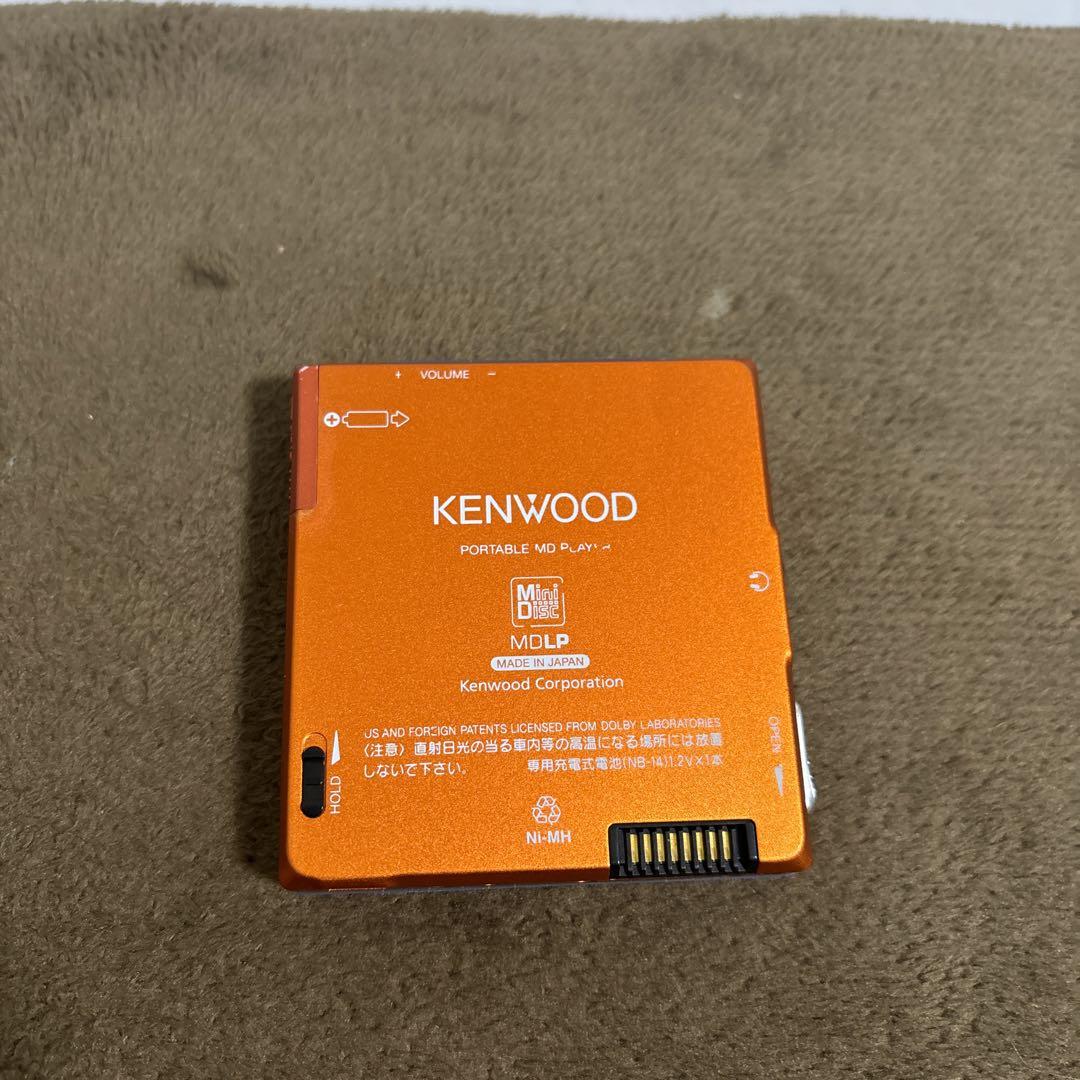 + VOLUME −
KENWOOD
PORTABLE MD
Mini
Disc
MDLP
MADE IN JAPAN
Kenwood Corporation
US AND FOREIGN PATENTS LICENSED FROM DOLBY LABORATORIES
〈注意〉直射日光の当る車内等の高温になる場所には放置
しないで下さい。 専用充電式電池(NB-14)1.2V×1本
HOLD
OPEN
Ni-MH